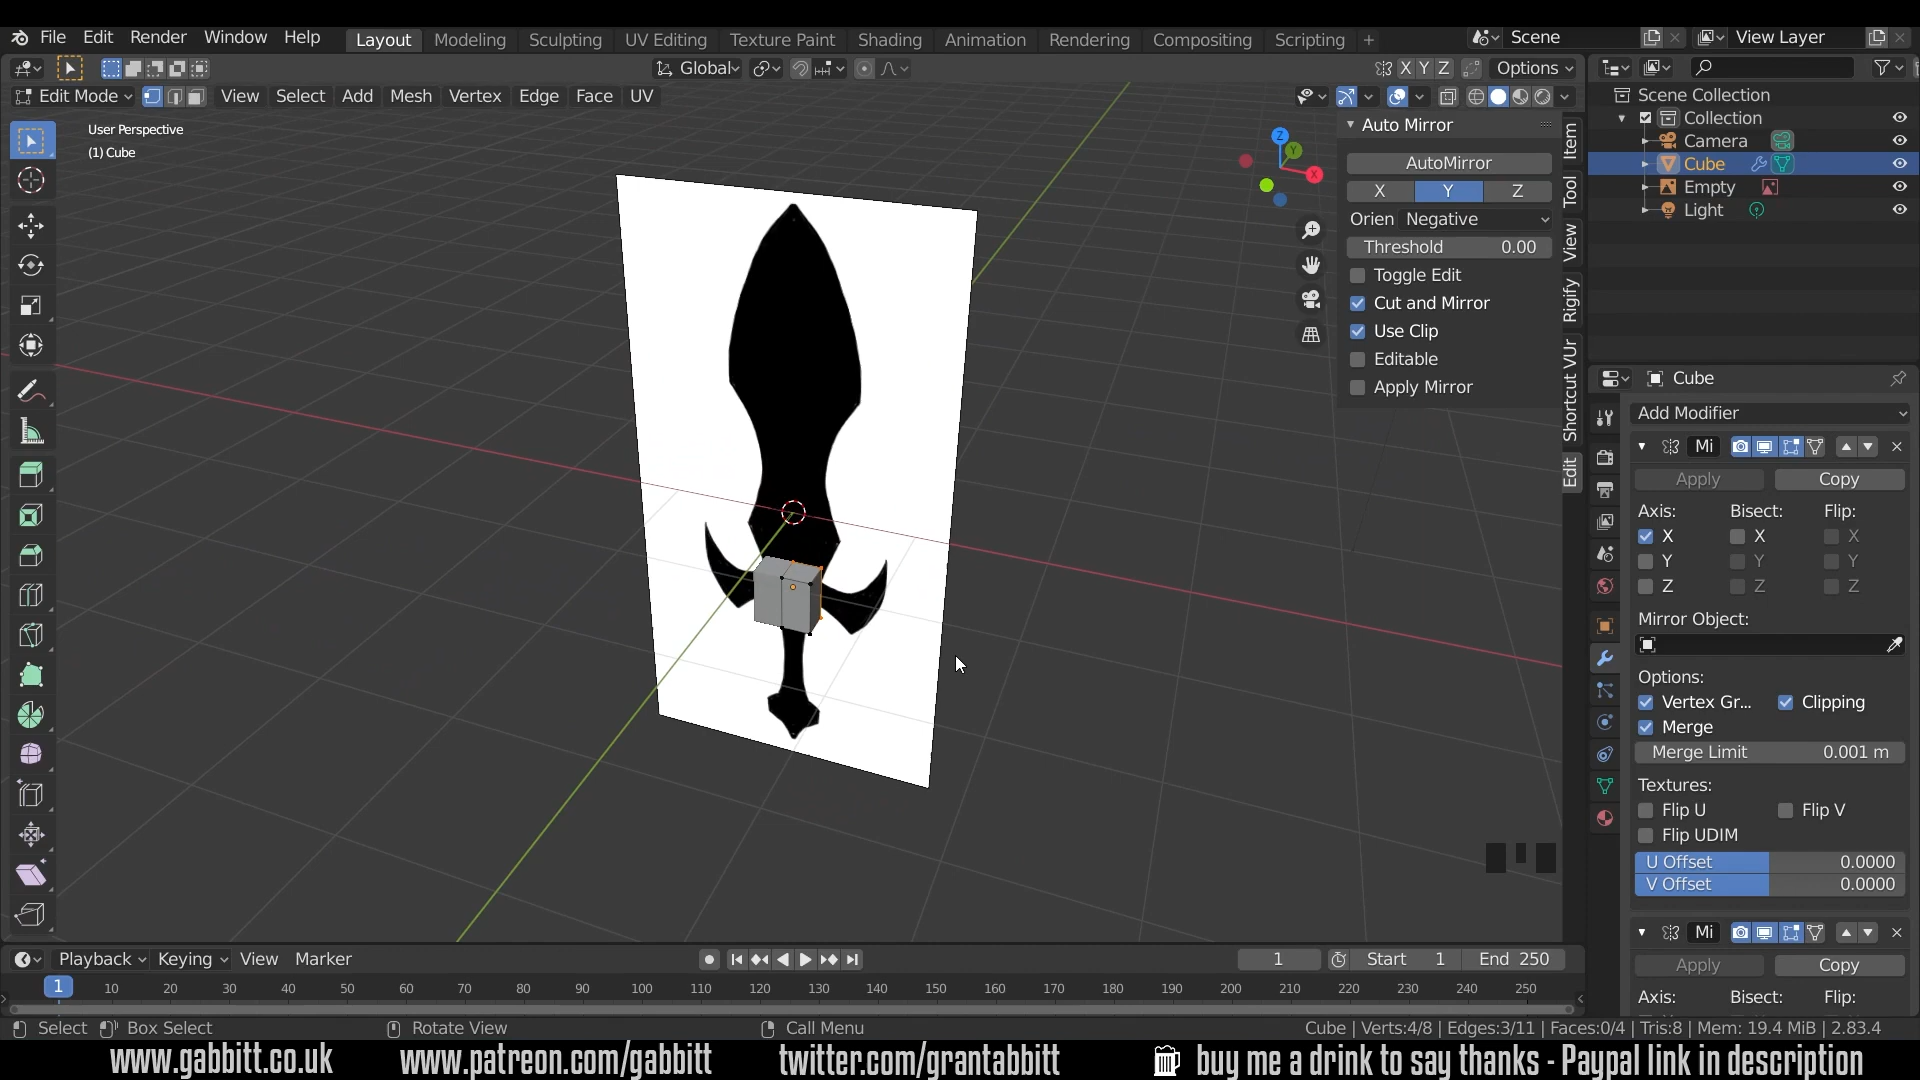 File Edit Render Window Help Layout Modeling Sculpting UV Editing Texture Paint Shading Animation Rendering Compositing Scripting + Scene View Layer
Global X Y Z Options
Edit Mode View Select Add Mesh Vertex Edge Face UV
User Perspective
(1) Cube
Z
Y
X
Auto Mirror
AutoMirror
X Y Z
Orien Negative
Threshold 0.00
Toggle Edit
Cut and Mirror
Use Clip
Editable
Apply Mirror
Item
Tool
View
Rigify
Shortcut VUr
Edit
Scene Collection
Collection
Camera
Cube
Empty
Light
Cube
Add Modifier
Mi
Apply Copy
Axis: Bisect: Flip:
X X X
Y Y Y
Z Z Z
Mirror Object:
Options:
Vertex Gr... Clipping
Merge
Merge Limit 0.001 m
Textures:
Flip U Flip V
Flip UDIM
U Offset 0.0000
V Offset 0.0000
Mi
Apply Copy
Axis: Bisect: Flip:
Playback Keying View Marker 1 Start 1 End 250
1 10 20 30 40 50 60 70 80 90 100 110 120 130 140 150 160 170 180 190 200 210 220 230 240 250
Select Box Select Rotate View Call Menu Cube | Verts:4/8 | Edges:3/11 | Faces:0/4 | Tris:8 | Mem: 19.4 MiB | 2.83.4
www.gabbitt.co.uk www.patreon.com/gabbitt twitter.com/grantabbitt buy me a drink to say thanks - Paypal link in description